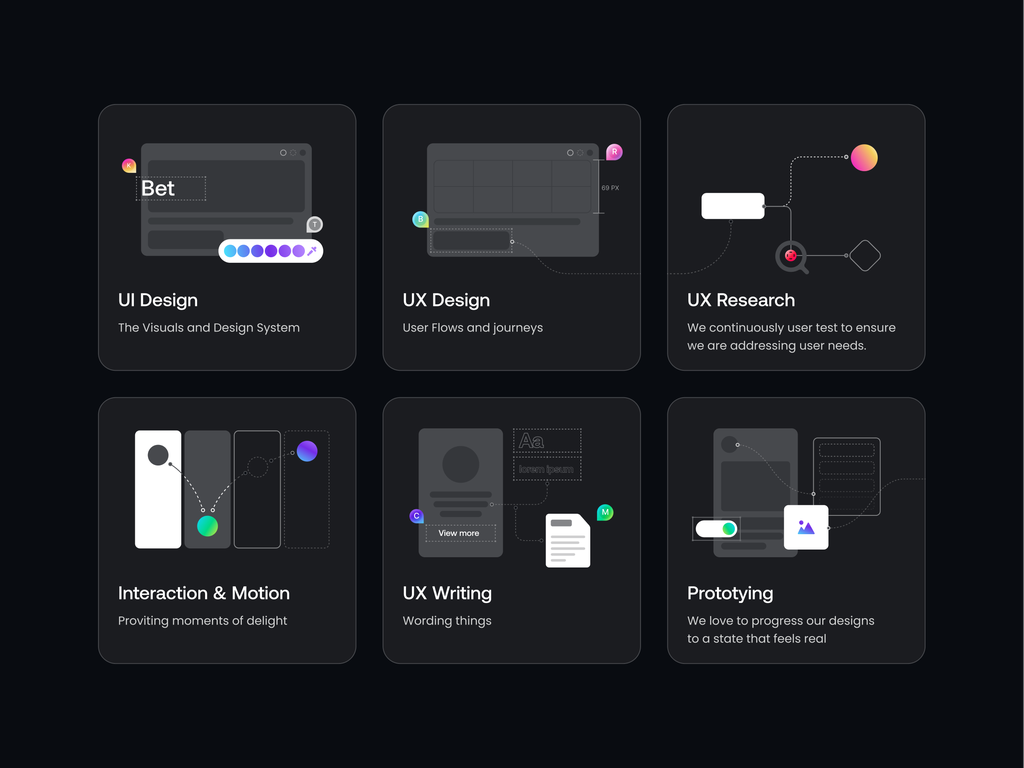 K
Bet
T
UI Design
The Visuals and Design System
R
69 PX
B
UX Design
User Flows and journeys
UX Research
We continuously user test to ensure
we are addressing user needs.
Interaction & Motion
Proviting moments of delight
Aa
lorem ipsum
C
M
View more
UX Writing
Wording things
Prototying
We love to progress our designs
to a state that feels real